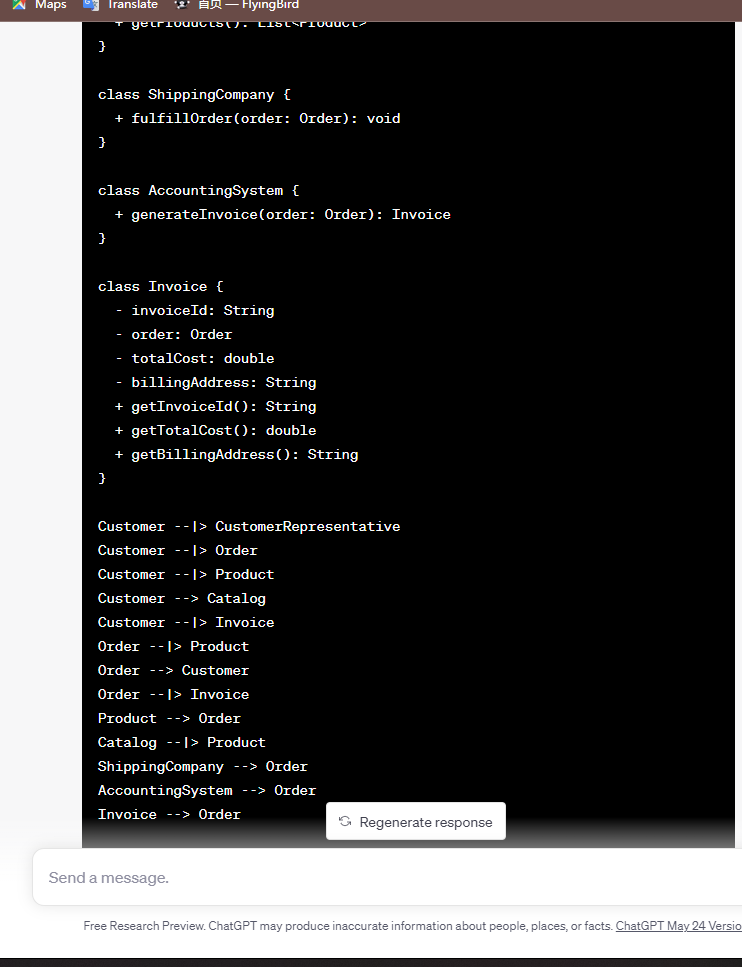 Maps Translate 首页 — FlyingBird
+ getProducts(): List<Product>
}
class ShippingCompany {
+ fulfillOrder(order: Order): void
}
class AccountingSystem {
+ generateInvoice(order: Order): Invoice
}
class Invoice {
- invoiceId: String
- order: Order
- totalCost: double
- billingAddress: String
+ getInvoiceId(): String
+ getTotalCost(): double
+ getBillingAddress(): String
}
Customer --|> CustomerRepresentative
Customer --|> Order
Customer --|> Product
Customer --> Catalog
Customer --|> Invoice
Order --|> Product
Order --> Customer
Order --|> Invoice
Product --> Order
Catalog --|> Product
ShippingCompany --> Order
AccountingSystem --> Order
Invoice --> Order
Regenerate response
Send a message.
Free Research Preview. ChatGPT may produce inaccurate information about people, places, or facts. ChatGPT May 24 Versio